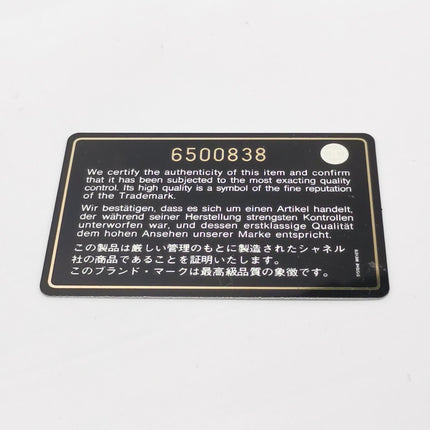 6500838
We certify the authenticity of this item and confirm
that it has been subjected to the most exacting quality
control. Its high quality is a symbol of the fine reputation
of the Trademark.
Wir bestätigen, dass es sich um einen Artikel handelt,
der während seiner Herstellung strengsten Kontrollen
unterworfen war, und dessen erstklassige Qualität
dem hohen Ansehen unserer Marke entspricht.
この製品は厳しい管理のもとに製造されたシャネル
社の商品であることを証明いたします。
このブランド・マークは最高級品質の象徴です。